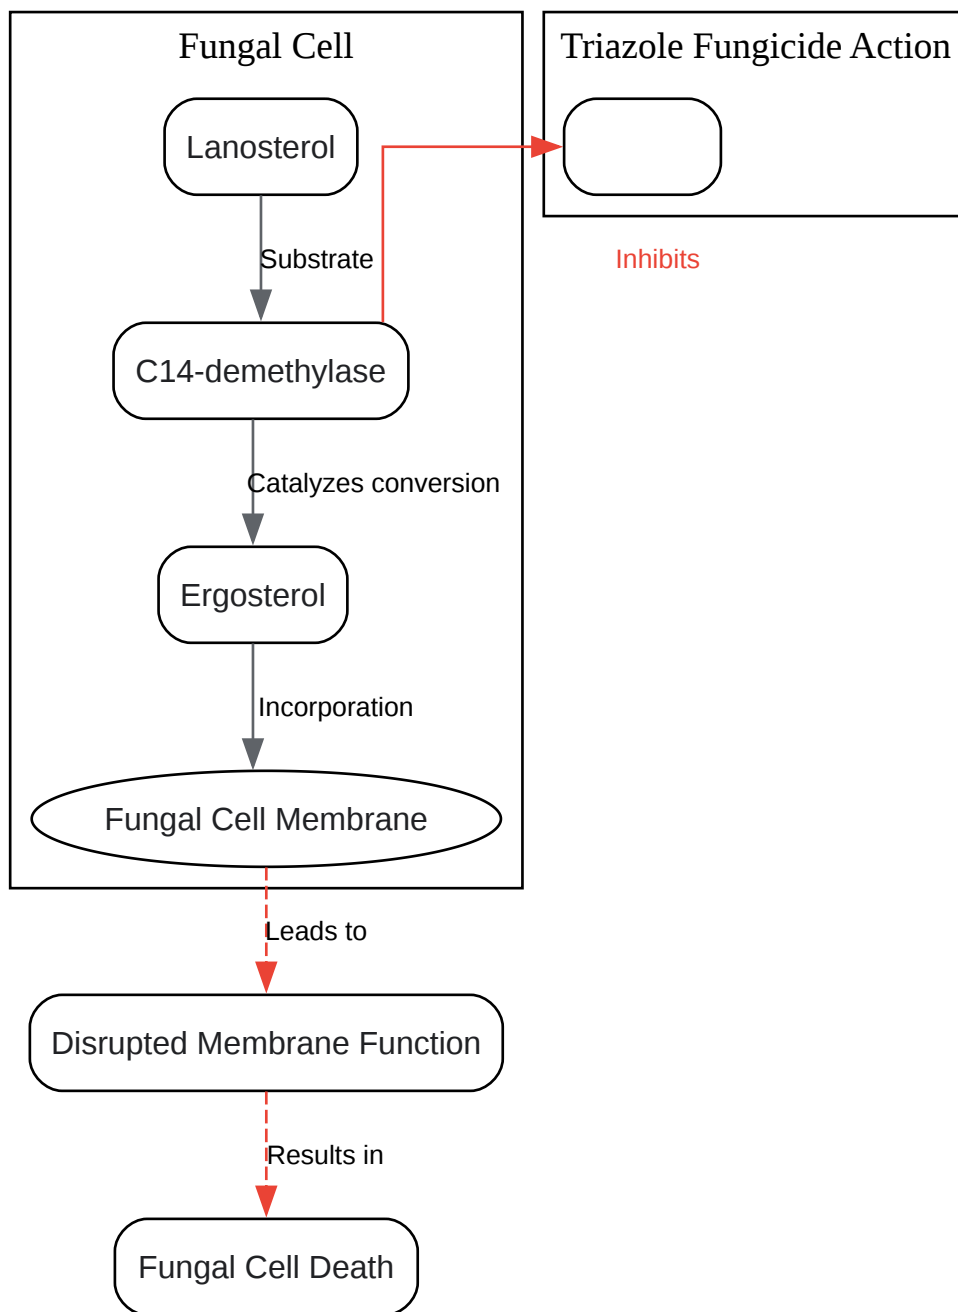 Fungal Cell
Triazole Fungicide Action
Lanosterol
Substrate
Inhibits
C14-demethylase
Catalyzes conversion
Ergosterol
Incorporation
Fungal Cell Membrane
Leads to
Disrupted Membrane Function
Results in
Fungal Cell Death